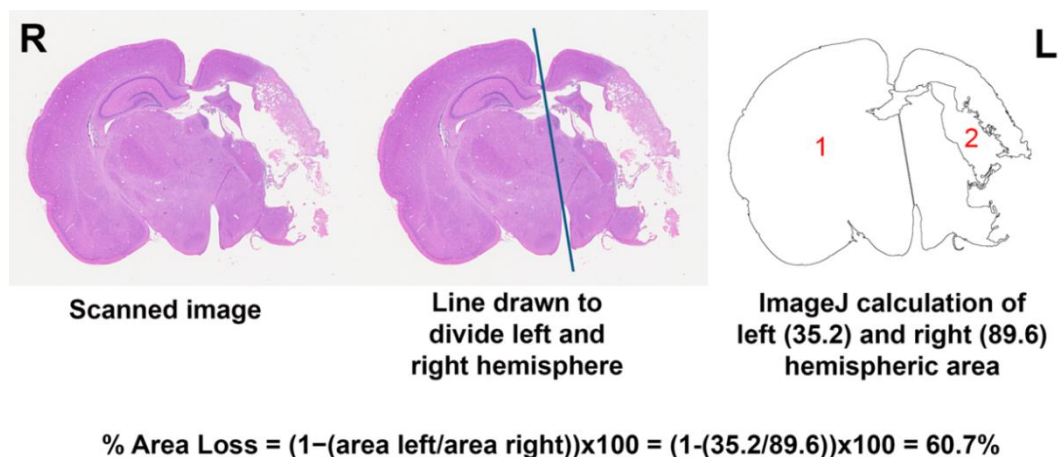 R
L
1
2
Scanned image
Line drawn to
divide left and
right hemisphere
ImageJ calculation of
left (35.2) and right (89.6)
hemispheric area
% Area Loss = (1−(area left/area right))x100 = (1-(35.2/89.6))x100 = 60.7%